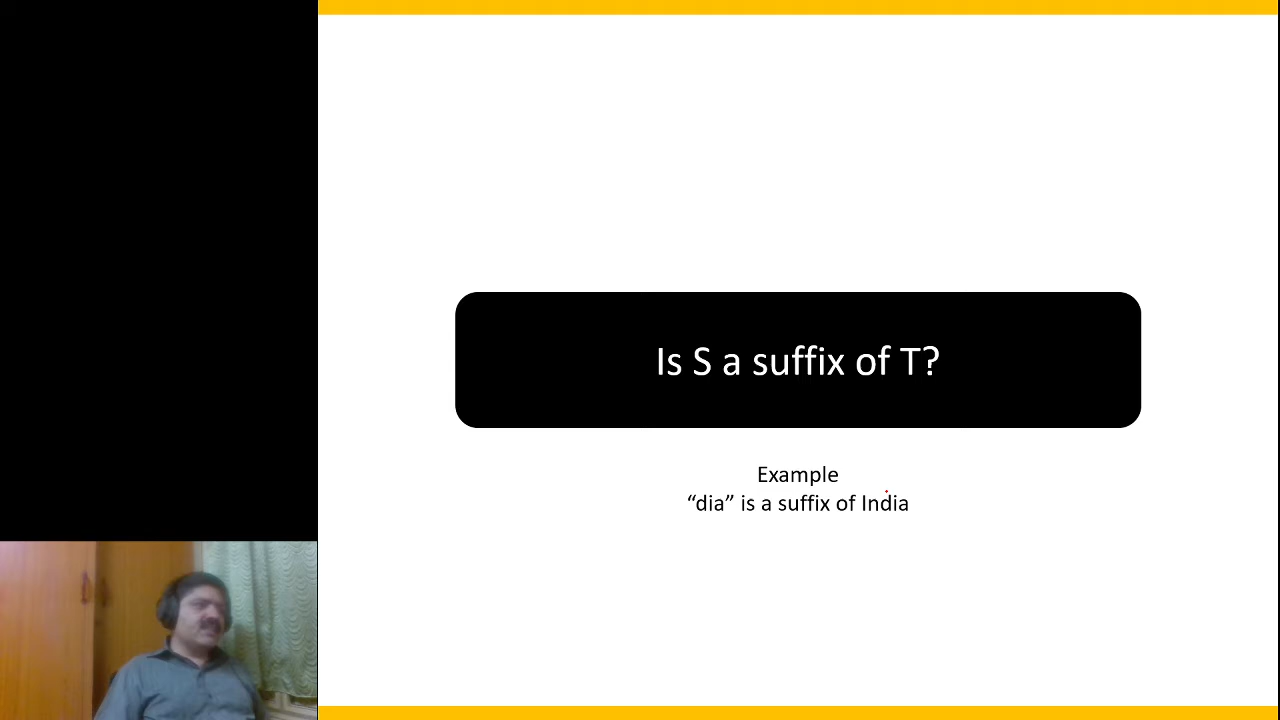 Is S a suffix of T?
Example
“dia” is a suffix of India